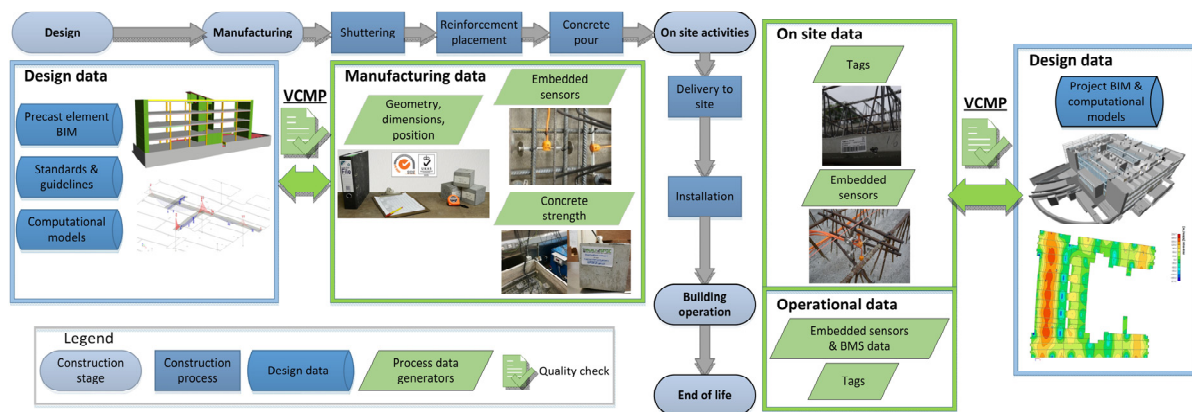 Design
Manufacturing
Shuttering
Reinforcement
placement
Concrete
pour
On site activities
Design data
Precast element
BIM
Standards &
guidelines
Computational
models
VCMP
Manufacturing data
Geometry,
dimensions,
position
Embedded
sensors
Concrete
strength
Delivery to
site
Installation
Building
operation
End of life
On site data
Tags
Embedded
sensors
Operational data
Embedded sensors
& BMS data
Tags
VCMP
Design data
Project BIM &
computational
models
Legend
Construction
stage
Construction
process
Design data
Process data
generators
Quality check